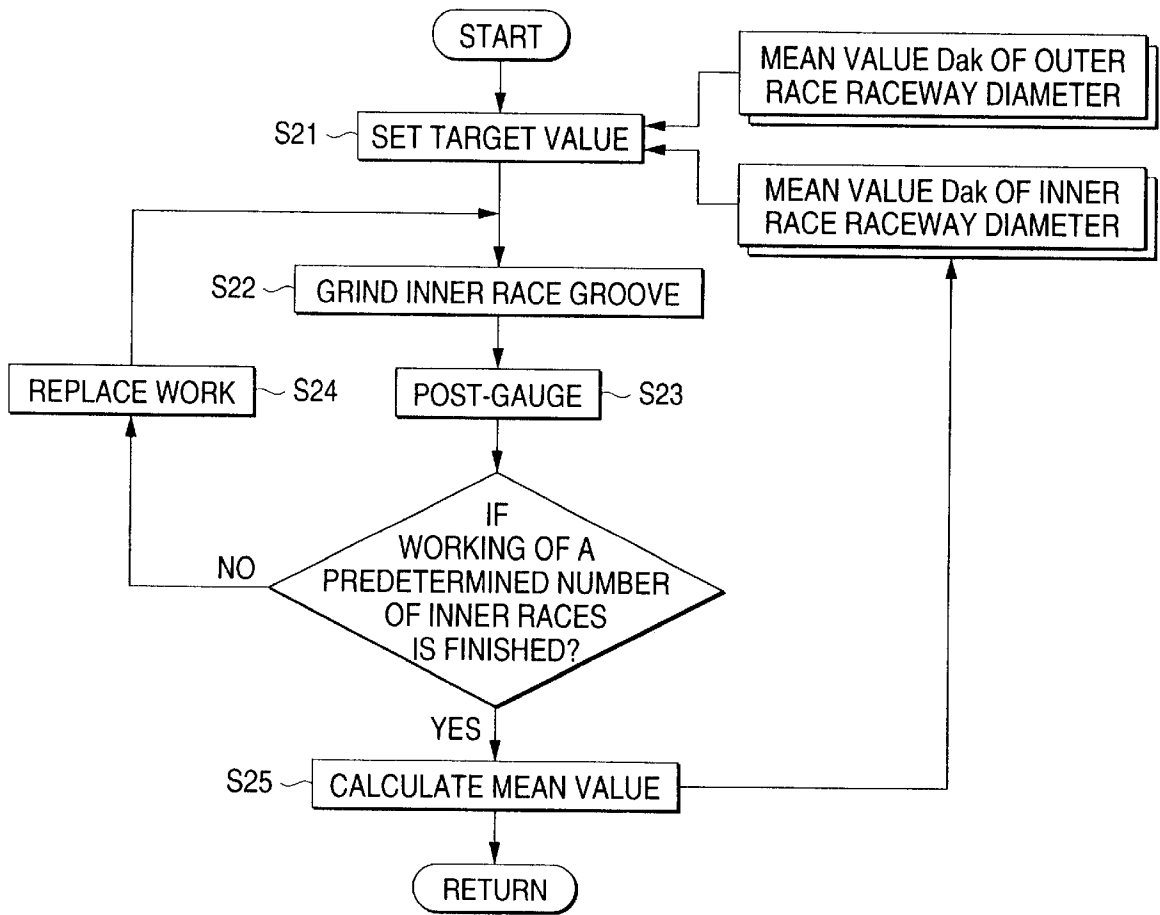 START
MEAN VALUE Dak OF OUTER
RACE RACEWAY DIAMETER
S21
SET TARGET VALUE
MEAN VALUE Dak OF INNER
RACE RACEWAY DIAMETER
S22
GRIND INNER RACE GROOVE
REPLACE WORK
S24
POST-GAUGE
S23
IF
WORKING OF A
PREDETERMINED NUMBER
OF INNER RACES
IS FINISHED?
NO
YES
S25
CALCULATE MEAN VALUE
RETURN